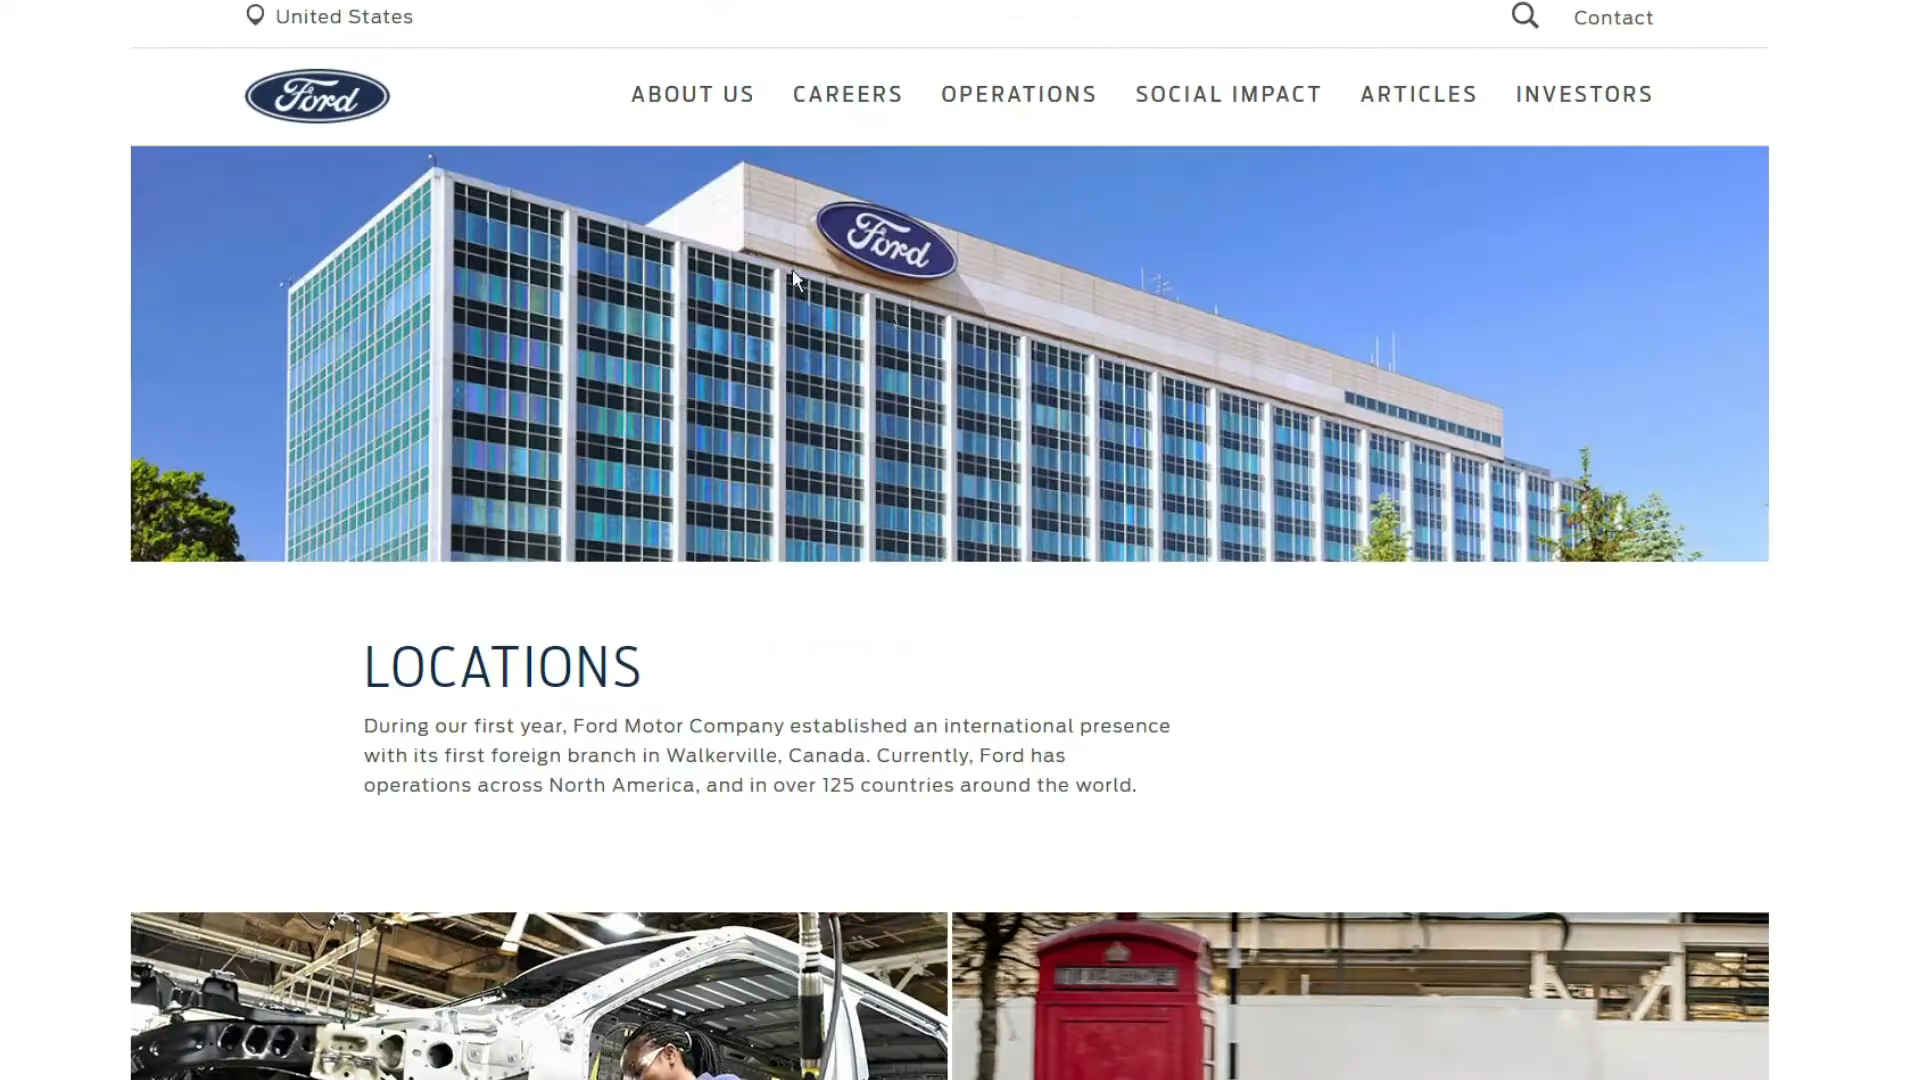 United States
Contact
Ford
ABOUT US
CAREERS
OPERATIONS
SOCIAL IMPACT
ARTICLES
INVESTORS
Ford
LOCATIONS
During our first year, Ford Motor Company established an international presence
with its first foreign branch in Walkerville, Canada. Currently, Ford has
operations across North America, and in over 125 countries around the world.